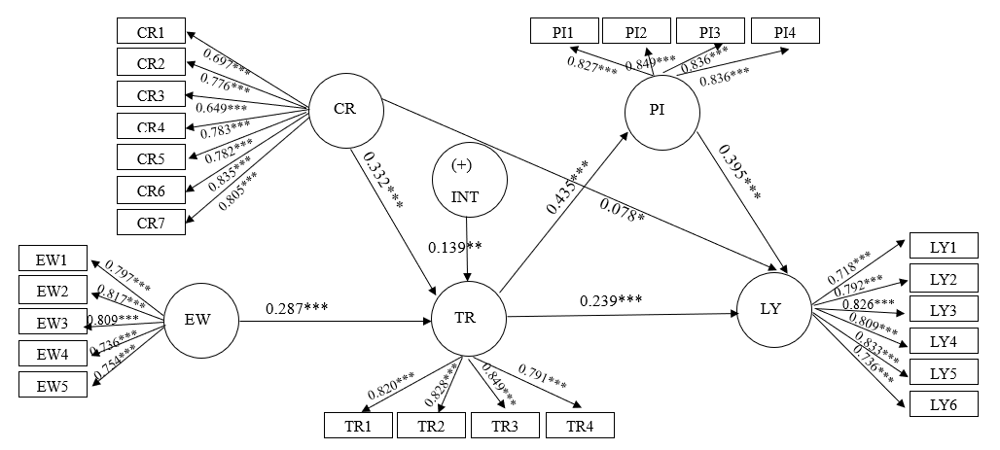 CR1
CR2
CR3
CR4
CR5
CR6
CR7
0.697***
0.776***
0.649***
0.783***
0.782***
0.835***
0.805***
CR
PI1
PI2
PI3
PI4
0.827***
0.849***
0.836***
0.836***
PI
(+)
INT
0.332***
0.139**
0.435***
0.078*
0.395***
EW1
EW2
EW3
EW4
EW5
0.797***
0.817***
0.809***
0.736***
0.754***
EW
0.287***
TR
0.239***
LY
0.718***
0.792***
0.826***
0.809***
0.833***
0.736***
LY1
LY2
LY3
LY4
LY5
LY6
0.820***
0.828***
0.849***
0.791***
TR1
TR2
TR3
TR4